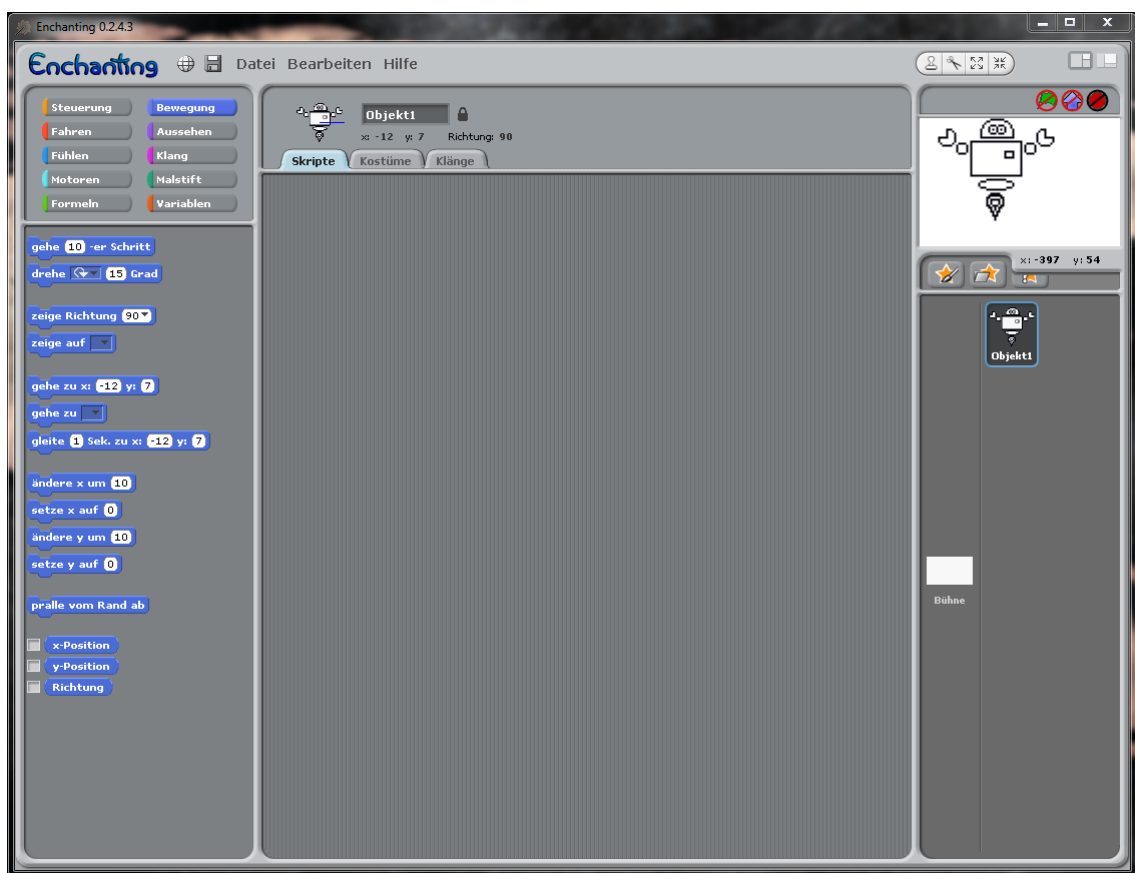 Enchanting 0.2.4.3
Enchanting Datei Bearbeiten Hilfe
Steuerung Bewegung
Fahren Aussehen
Fühlen Klang
Motoren Malstift
Formeln Variablen
Objekt1
x: -12 y: 7 Richtung: 90
Skripte Kostüme Klänge
gehe 10 -er Schritt
drehe 15 Grad
zeige Richtung 90
zeige auf
gehe zu x: -12 y: 7
gehe zu
gleite 1 Sek. zu x: -12 y: 7
ändere x um 10
setze x auf 0
ändere y um 10
setze y auf 0
pralle vom Rand ab
x-Position
y-Position
Richtung
x: -397 y: 54
Objekt1
Bühne